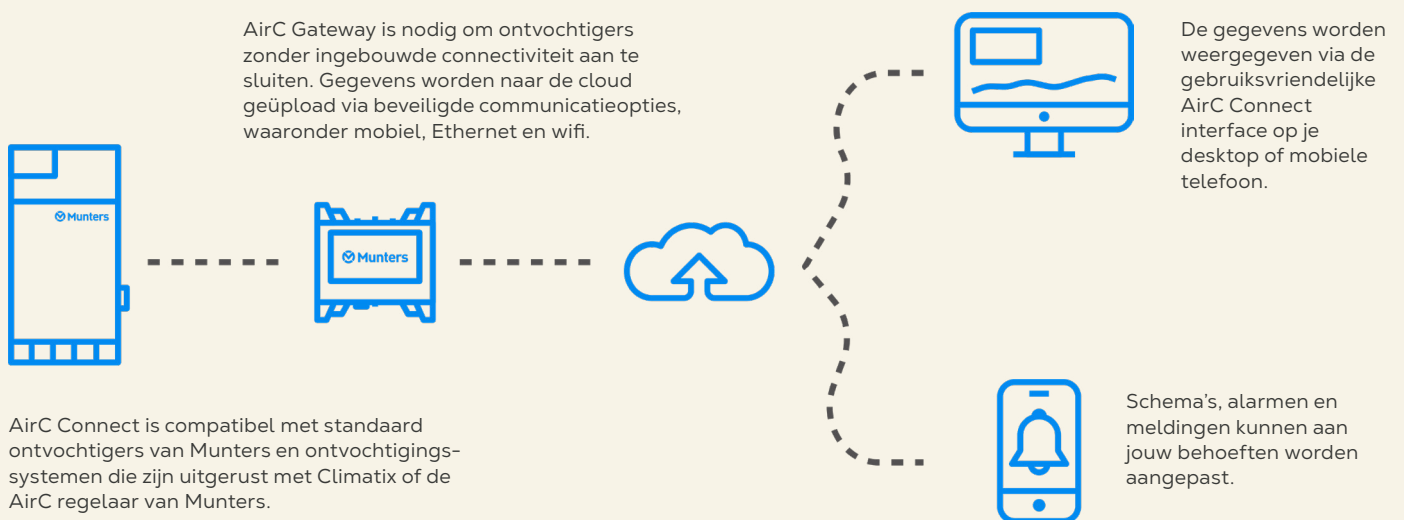 AirC Gateway is nodig om ontvochtigers
zonder ingebouwde connectiviteit aan te
sluiten. Gegevens worden naar de cloud
geüpload via beveiligde communicatieopties,
waaronder mobiel, Ethernet en wifi.
De gegevens worden
weergegeven via de
gebruiksvriendelijke
AirC Connect
interface op je
desktop of mobiele
telefoon.
Munters
Munters
AirC Connect is compatibel met standaard
ontvochtigers van Munters en ontvochtigings-
systemen die zijn uitgerust met Climatix of de
AirC regelaar van Munters.
Schema's, alarmen en
meldingen kunnen aan
jouw behoeften worden
aangepast.